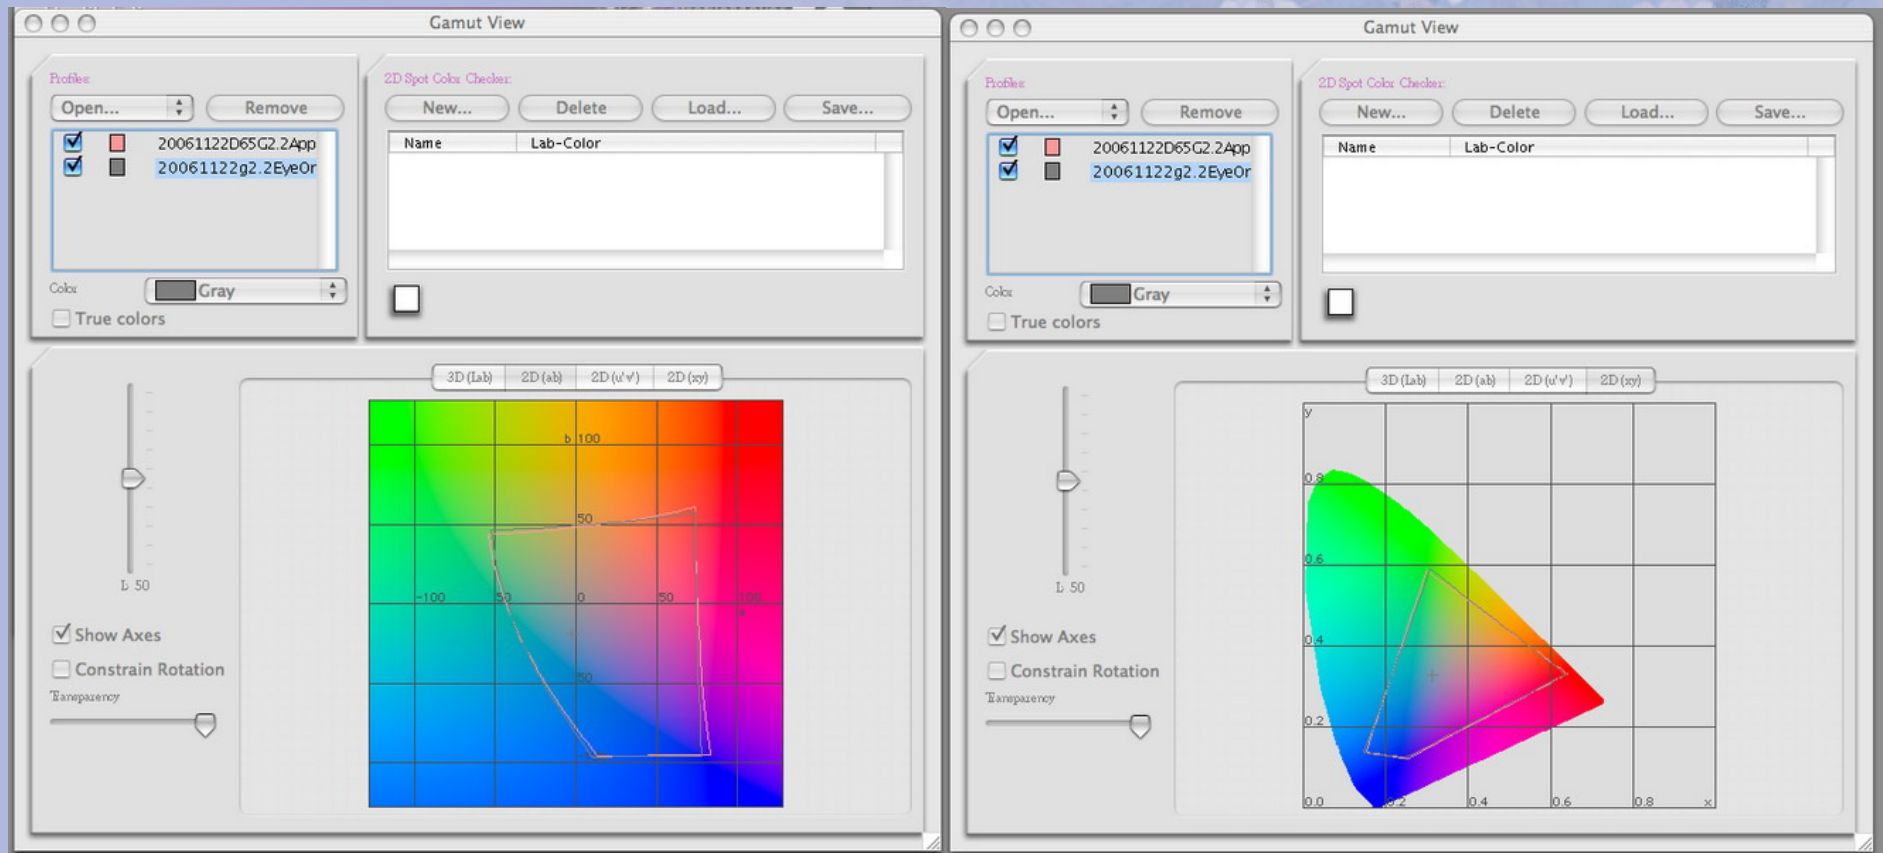 Gamut View
Profiles:
2D Spot Color Checker:
Open...
Remove
New...
Delete
Load...
Save...
20061122D65G2.2App
20061122g2.2EyeOr
Name
Lab-Color
Color
Gray
True colors
3D (Lab)
2D (ab)
2D (u'v')
2D (xy)
L: 50
Show Axes
Constrain Rotation
Transparency
b 100
50
-100
50
0
50
100
a
50
Gamut View
Profiles:
2D Spot Color Checker:
Open...
Remove
New...
Delete
Load...
Save...
20061122D65G2.2App
20061122g2.2EyeOr
Name
Lab-Color
Color
Gray
True colors
3D (Lab)
2D (ab)
2D (u'v')
2D (xy)
L: 50
Show Axes
Constrain Rotation
Transparency
y
0.8
0.6
0.4
0.2
0.0
0.2
0.4
0.6
0.8
x